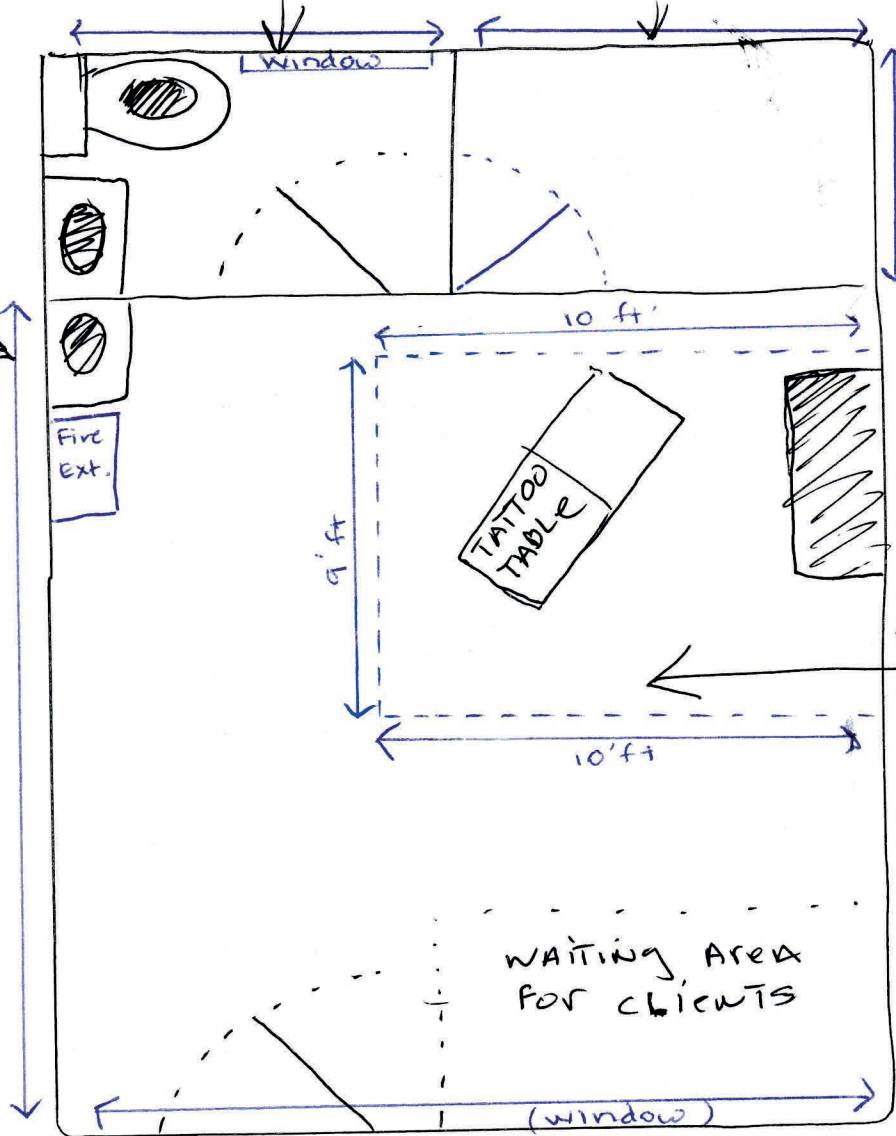 Window
10 ft'
Fire
Ext.
9' ft
TATTOO
TABLE
10' ft
WAITING AreA
For cLieNTS
(window)